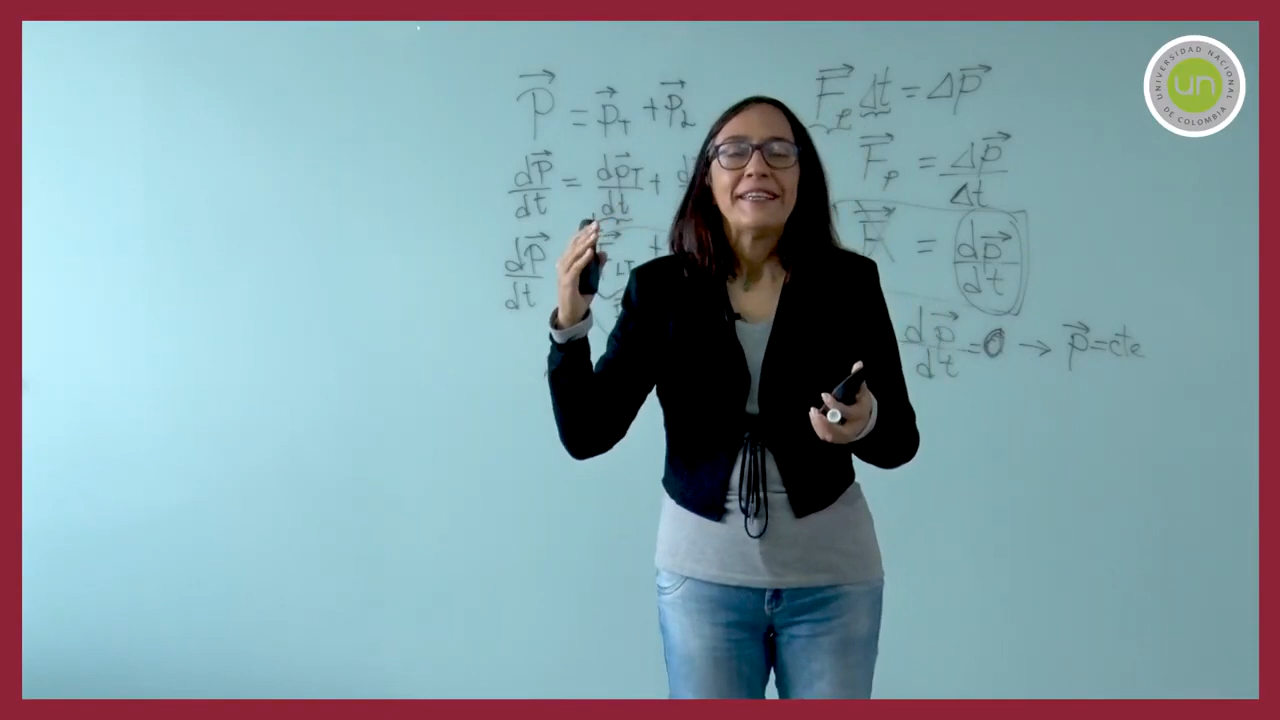 P⃗ = p⃗₁ + p⃗₂
dP⃗/dt = dp⃗₁/dt + d
dP⃗/dt
F⃗ₚ Δt = Δp⃗
F⃗ₚ = Δp⃗/Δt
F⃗ = dp⃗/dt
dp⃗/dt = 0 → p⃗ = cte
UNIVERSIDAD NACIONAL
DE COLOMBIA
un